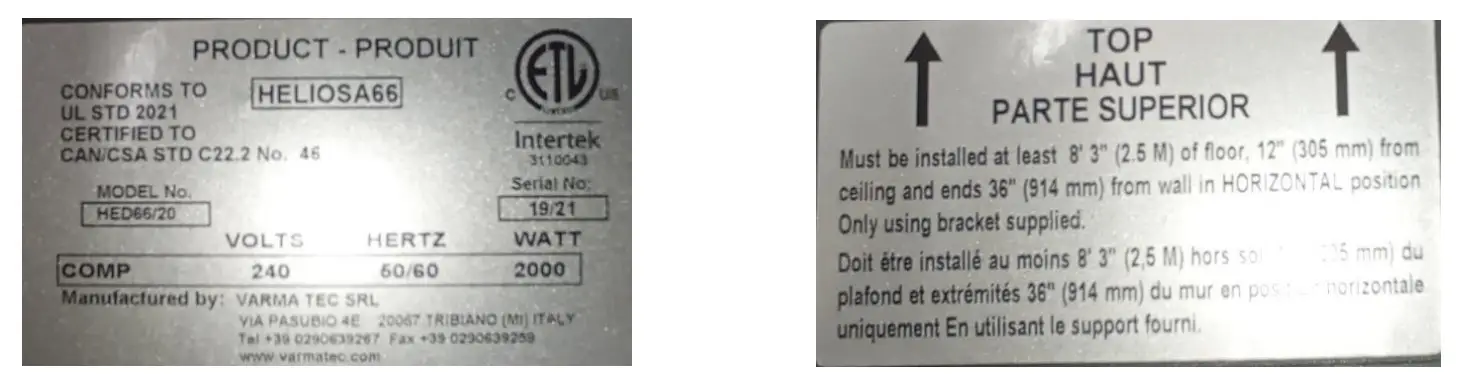 PRODUCT - PRODUIT
CONFORMS TO
UL STD 2021
CERTIFIED TO
CAN/CSA STD C22.2 No. 46
HELIOSA66
ETL
C US
Intertek
3110043
MODEL No.
HED66/20
Serial No:
19/21
VOLTS HERTZ WATT
COMP 240 50/60 2000
Manufactured by: VARMA TEC SRL
VIA PASUBIO 4E 20067 TRIBIANO (MI) ITALY
Tel +39 0290639267 Fax +39 0290639259
www.varmatec.com
TOP
HAUT
PARTE SUPERIOR
Must be installed at least 8' 3" (2.5 M) of floor, 12" (305 mm) from
ceiling and ends 36" (914 mm) from wall in HORIZONTAL position
Only using bracket supplied.
Doit étre installé au moins 8' 3" (2,5 M) hors mm) du
plafond et extrémités 36" (914 mm) du mur en horizontale
uniquement En utilisant le support fourni.